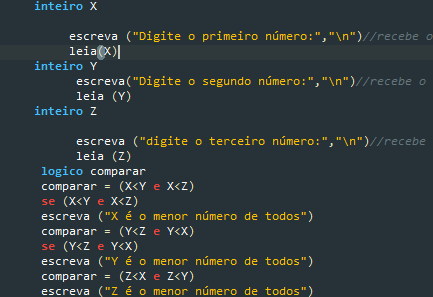 inteiro X
escreva ("Digite o primeiro número:","\n")//recebe o
leia(X)
inteiro Y
escreva("Digite o segundo número:","\n")//recebe o
leia (Y)
inteiro Z
escreva ("digite o terceiro número:","\n")//recebe
leia (Z)
logico comparar
comparar = (X<Y e X<Z)
se (X<Y e X<Z)
escreva ("X é o menor número de todos")
comparar = (Y<Z e Y<X)
se (Y<Z e Y<X)
escreva ("Y é o menor número de todos")
comparar = (Z<X e Z<Y)
escreva ("Z é o menor número de todos")